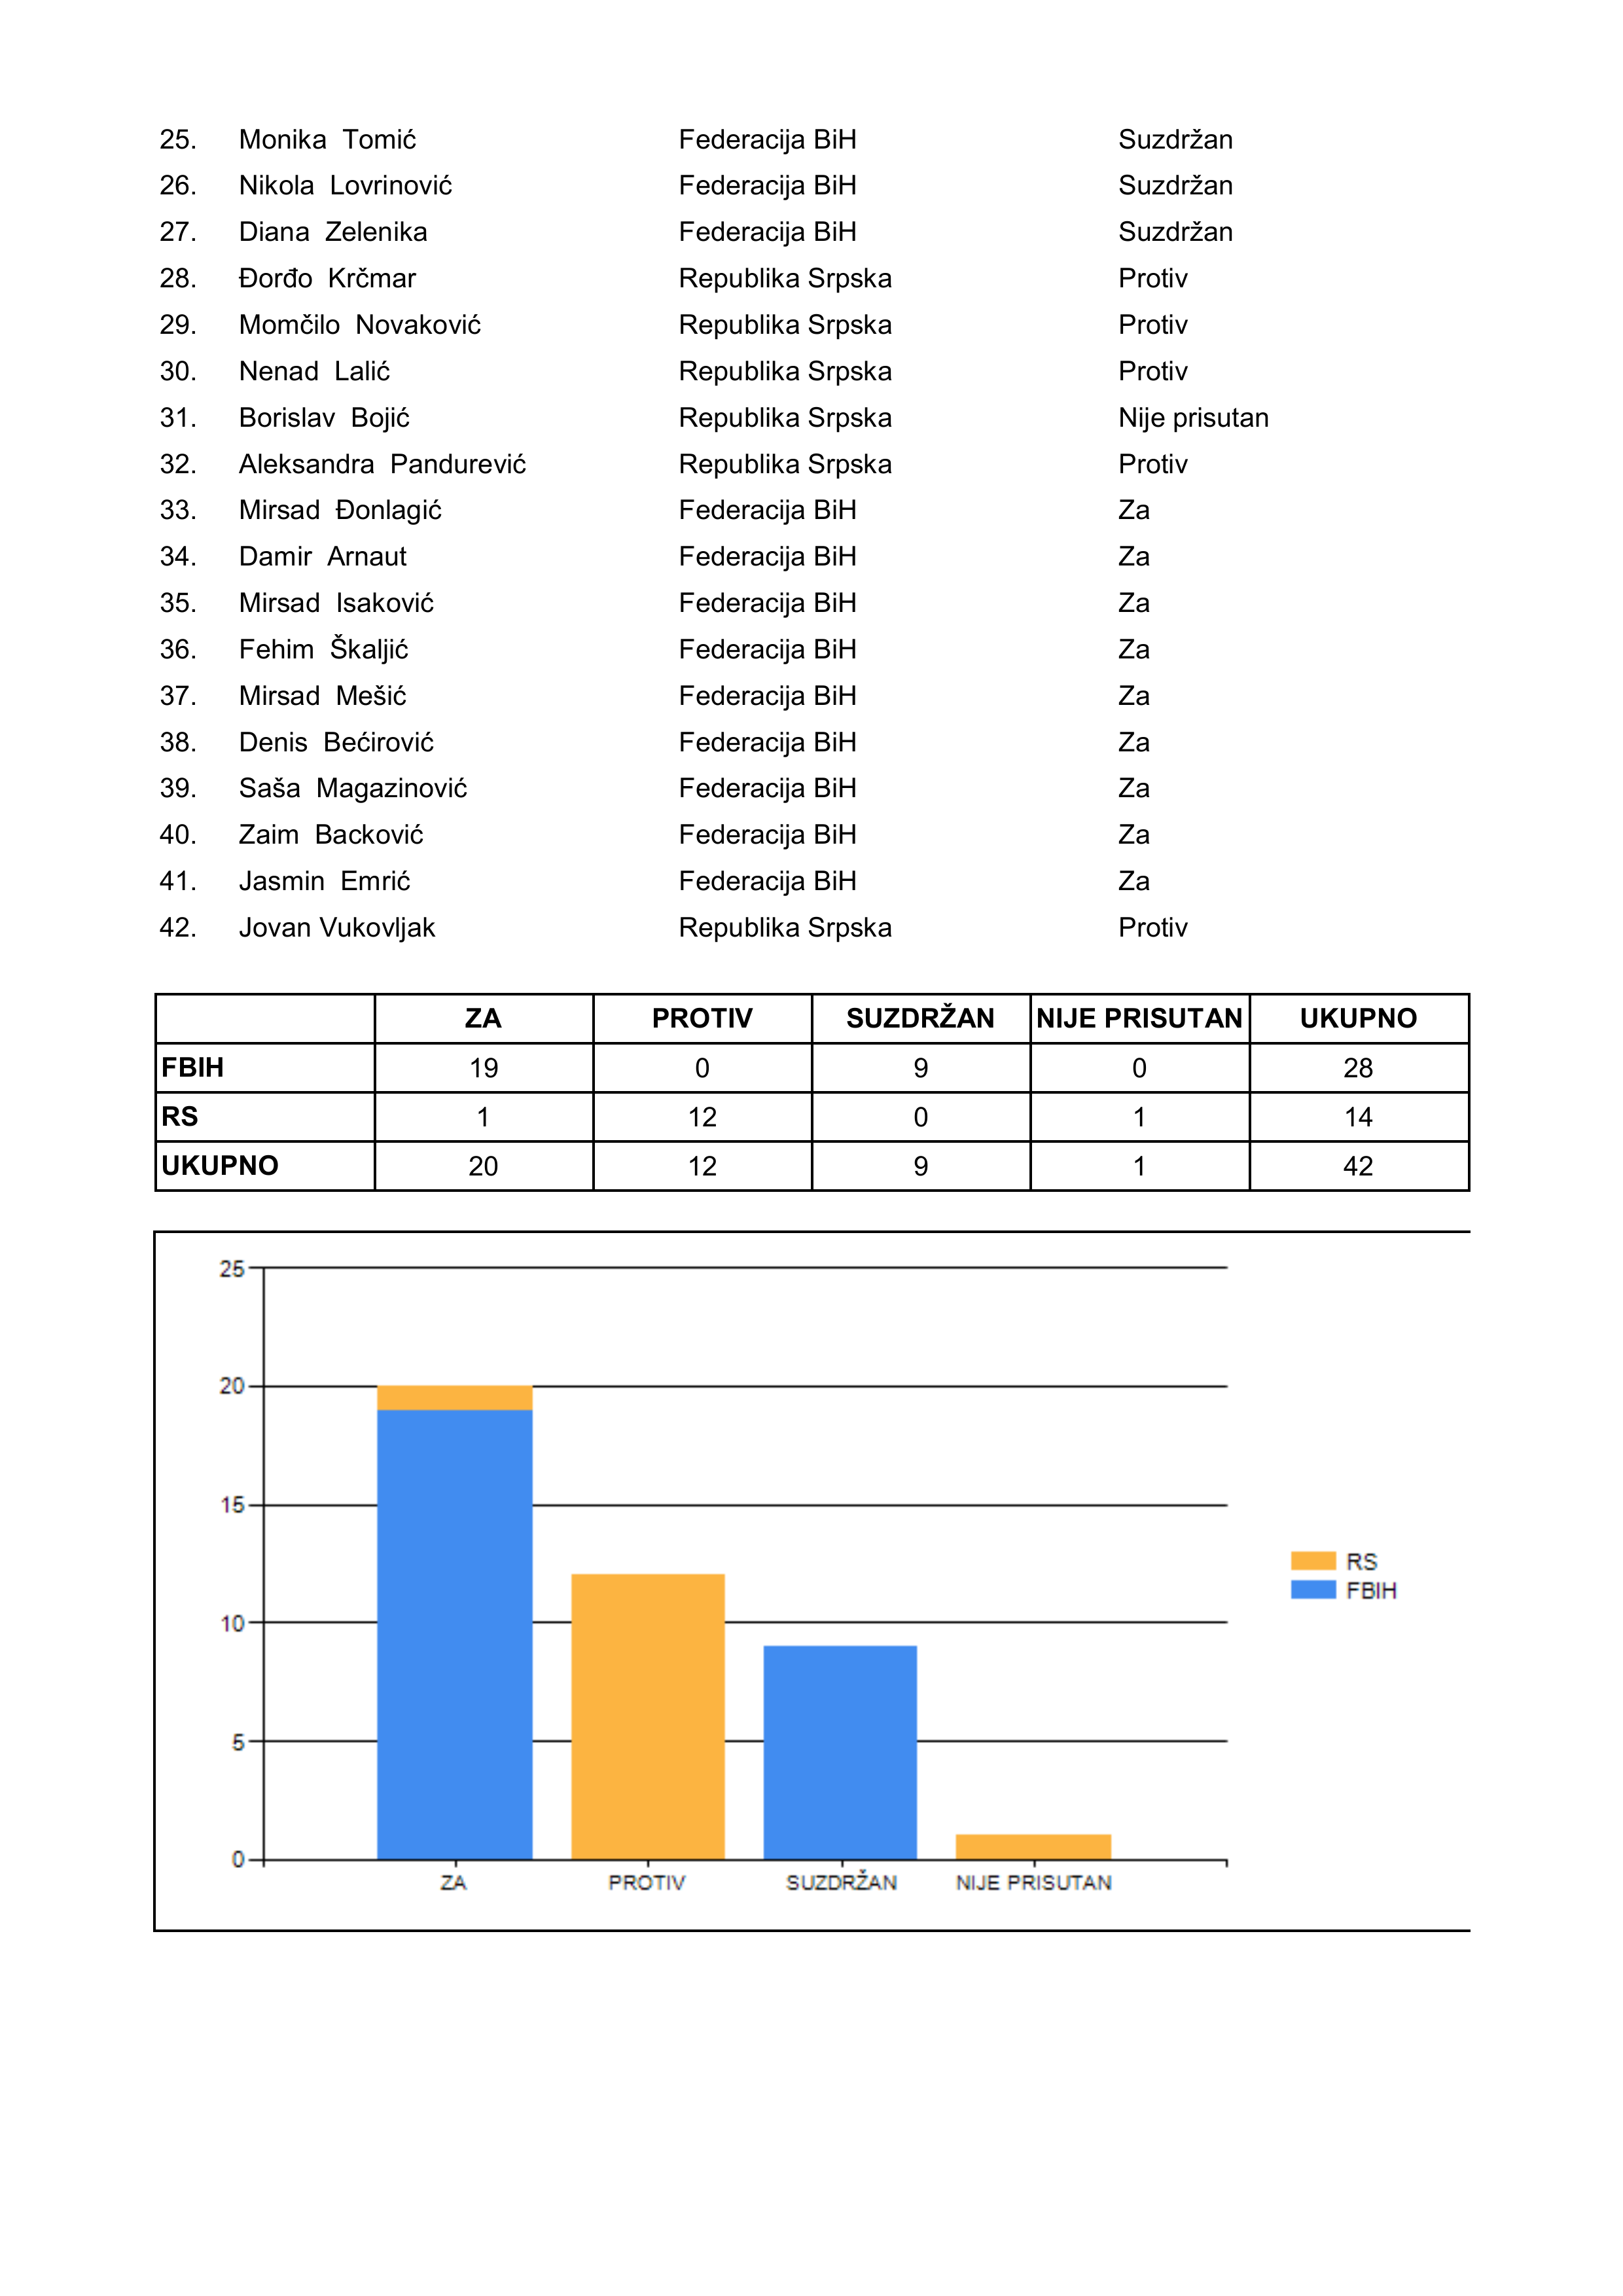 25. Monika Tomić Federacija BiH Suzdržan
26. Nikola Lovrinović Federacija BiH Suzdržan
27. Diana Zelenika Federacija BiH Suzdržan
28. Đorđo Krčmar Republika Srpska Protiv
29. Momčilo Novaković Republika Srpska Protiv
30. Nenad Lalić Republika Srpska Protiv
31. Borislav Bojić Republika Srpska Nije prisutan
32. Aleksandra Pandurević Republika Srpska Protiv
33. Mirsad Đonlagić Federacija BiH Za
34. Damir Arnaut Federacija BiH Za
35. Mirsad Isaković Federacija BiH Za
36. Fehim Škaljić Federacija BiH Za
37. Mirsad Mešić Federacija BiH Za
38. Denis Bećirović Federacija BiH Za
39. Saša Magazinović Federacija BiH Za
40. Zaim Backović Federacija BiH Za
41. Jasmin Emrić Federacija BiH Za
42. Jovan Vukovljak Republika Srpska Protiv
ZA PROTIV SUZDRŽAN NIJE PRISUTAN UKUPNO
FBIH 19 0 9 0 28
RS 1 12 0 1 14
UKUPNO 20 12 9 1 42
25
20
15
10
5
0
ZA PROTIV SUZDRŽAN NIJE PRISUTAN
RS
FBIH